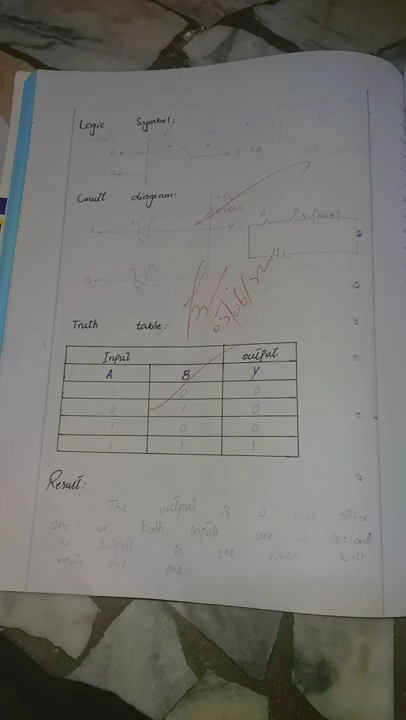 Logic Symbol:
A
B
Y = AB
Circuit diagram:
A
Y
B
A
B
Truth table:
Input output
A B Y
0 0 0
0 1 0
1 0 0
1 1 1
Result:
The output is 0 when either
one or both inputs are and
the output is one when both
input are one